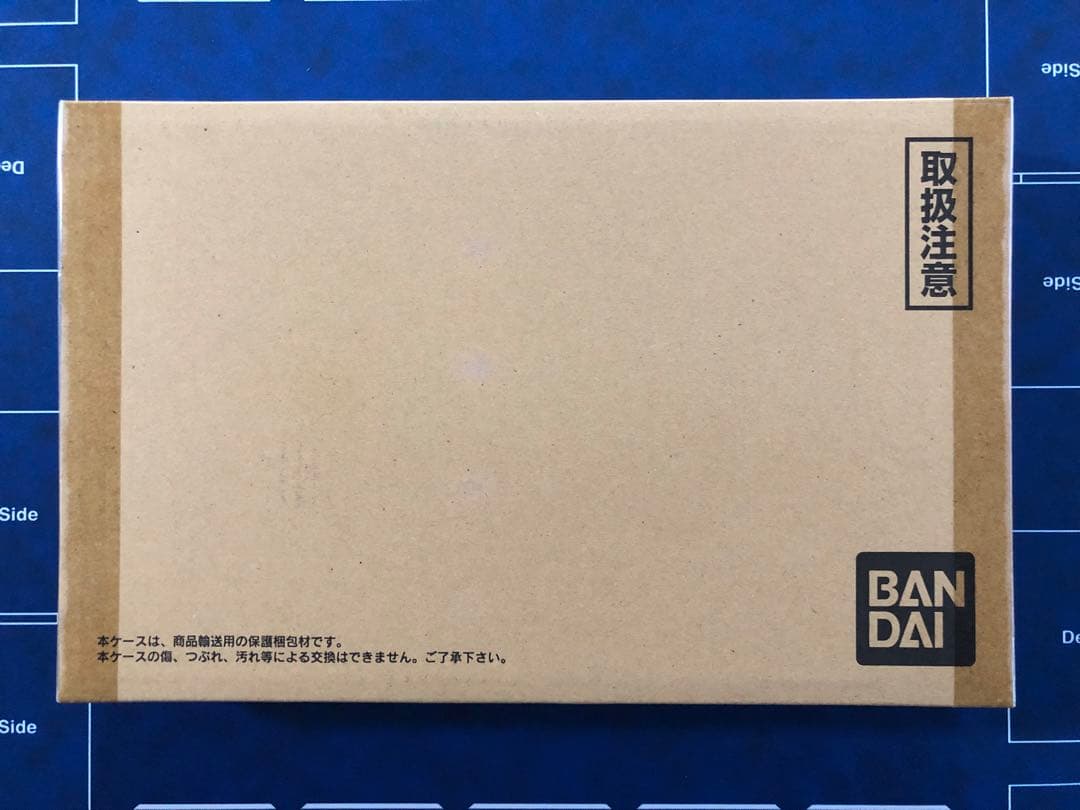 Side
De
取扱注意
Side
Side
BAN
DAI
De
本ケースは、商品輸送用の保護梱包材です。
本ケースの傷、つぶれ、汚れ等による交換はできません。ご了承下さい。
Side